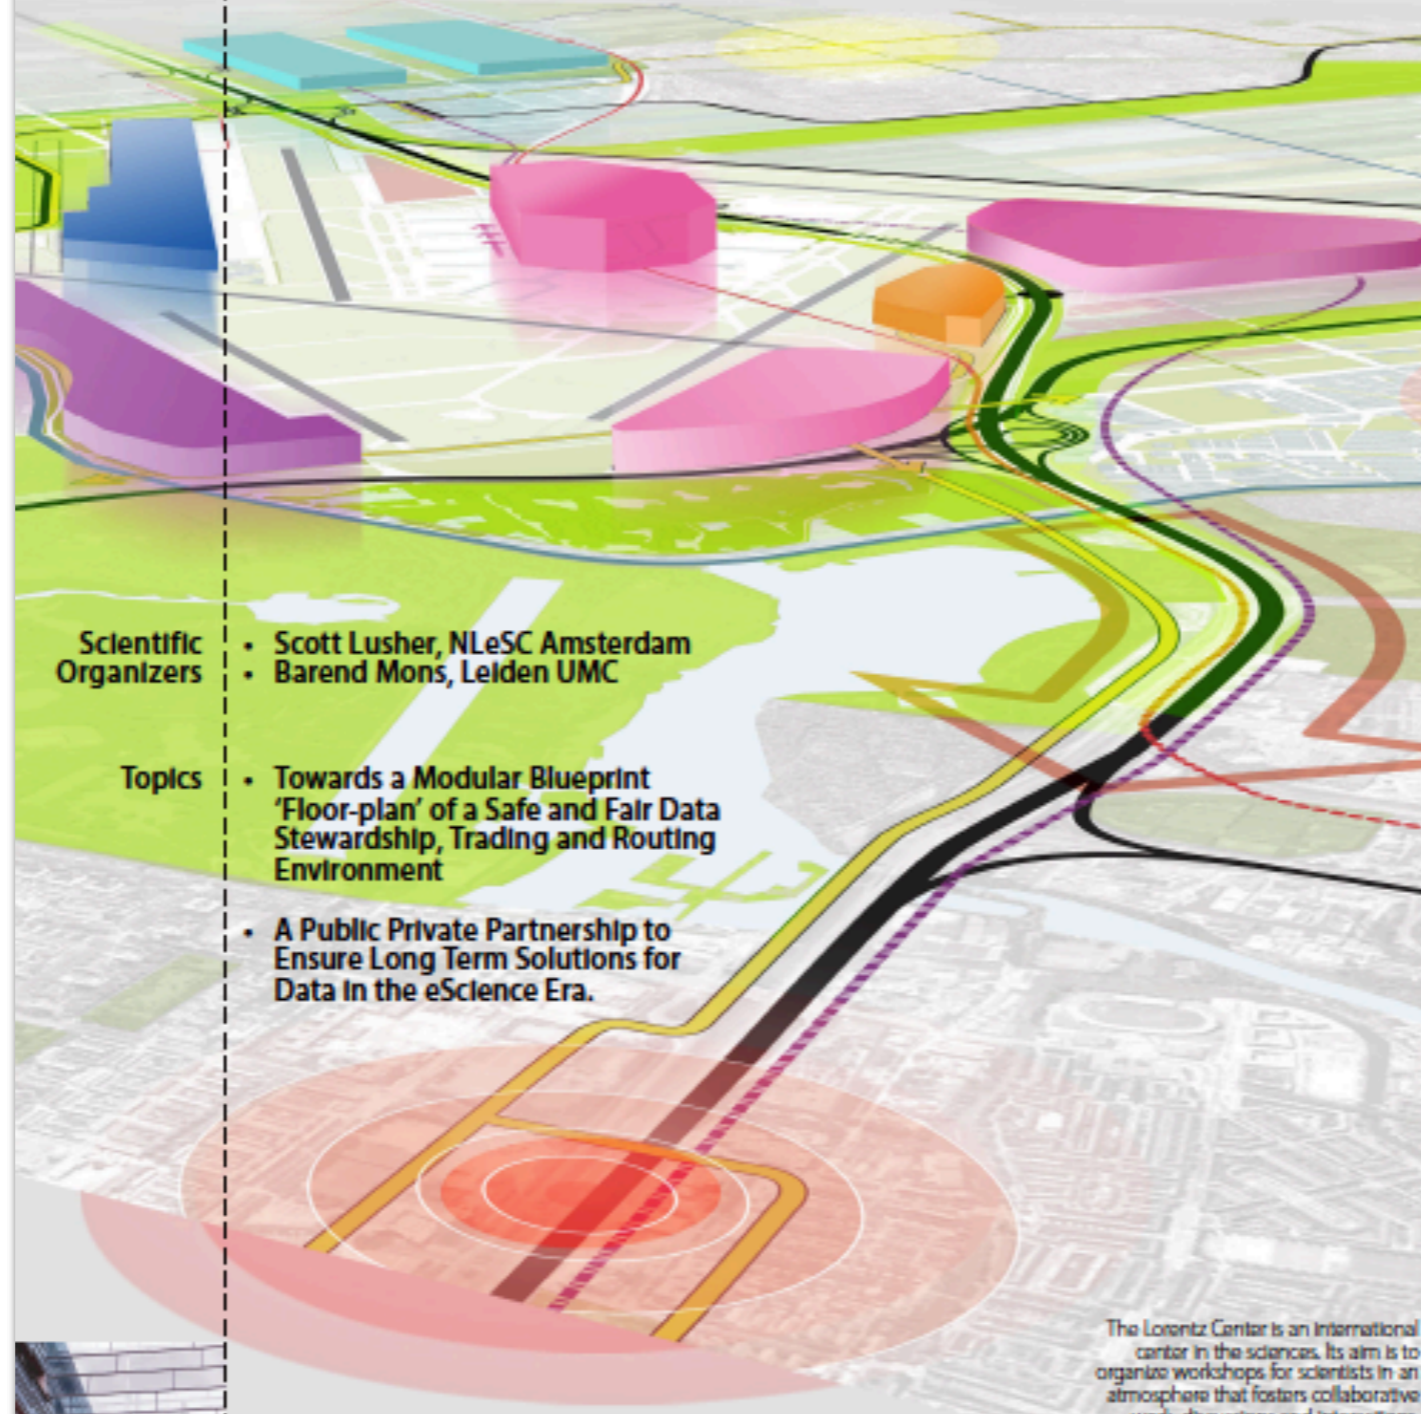 Scientific
Organizers
• Scott Lusher, NLeSC Amsterdam
• Barend Mons, Leiden UMC
Topics
• Towards a Modular Blueprint
'Floor-plan' of a Safe and Fair Data
Stewardship, Trading and Routing
Environment
• A Public Private Partnership to
Ensure Long Term Solutions for
Data in the eScience Era.
The Lorentz Center is an international
center in the sciences. Its aim is to
organize workshops for scientists in an
atmosphere that fosters collaborative